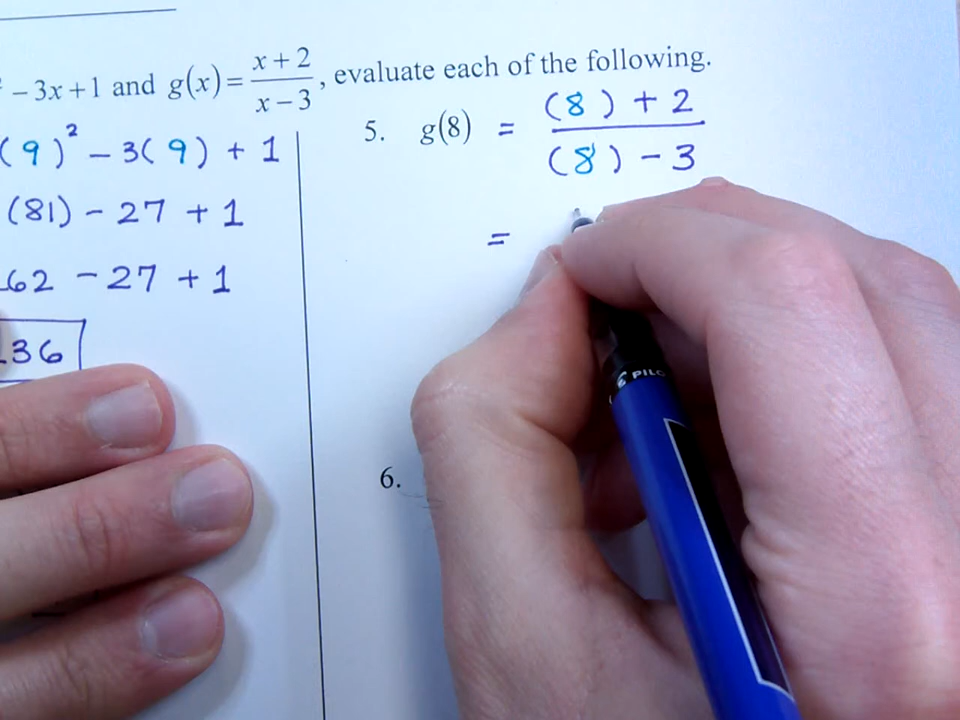 - 3x + 1 and g(x) = x + 2 / x - 3, evaluate each of the following.
(9)² - 3(9) + 1
(81) - 27 + 1
62 - 27 + 1
36
5. g(8) = (8) + 2 / (8) - 3
=
6.
PILO